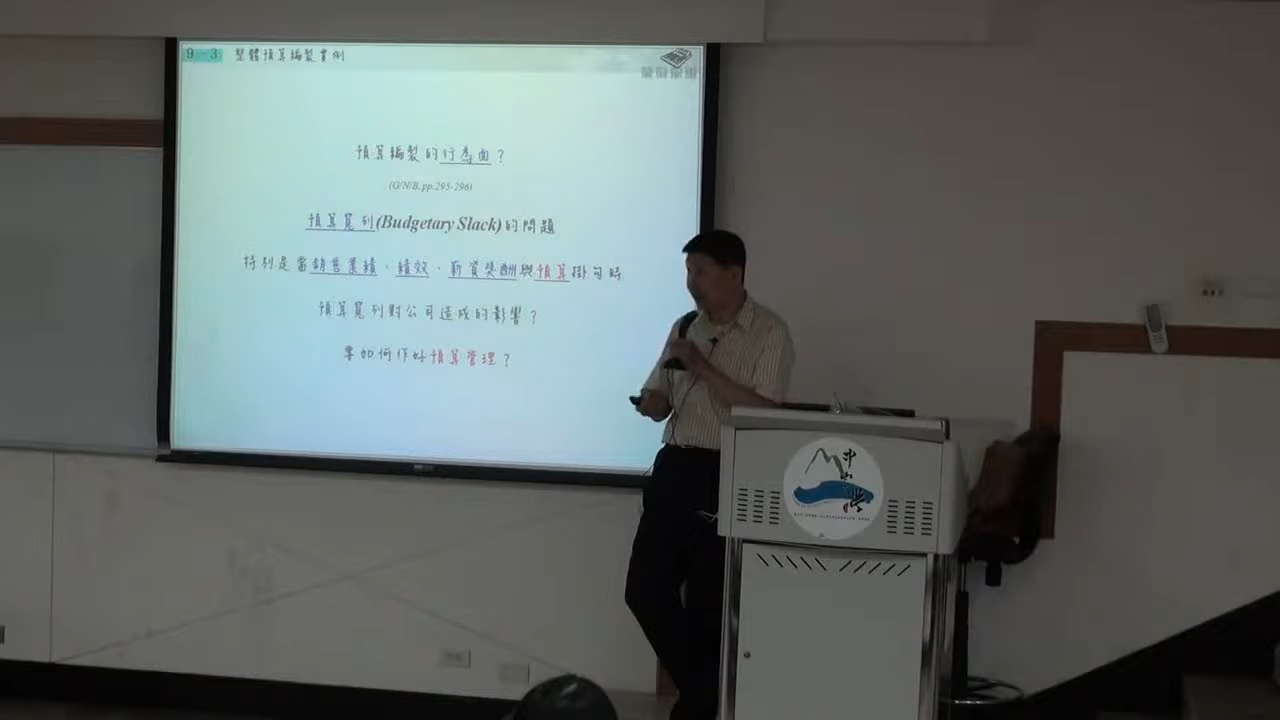 9-3 整體預算編製實例
預算編製的行為面？
(G/N/B, pp.295-296)
預算寬列(Budgetary Slack)的問題
特別是當銷售業績、績效、薪資獎酬與預算掛勾時
預算寬列對公司造成的影響？
要如何作好預算管理？
中山